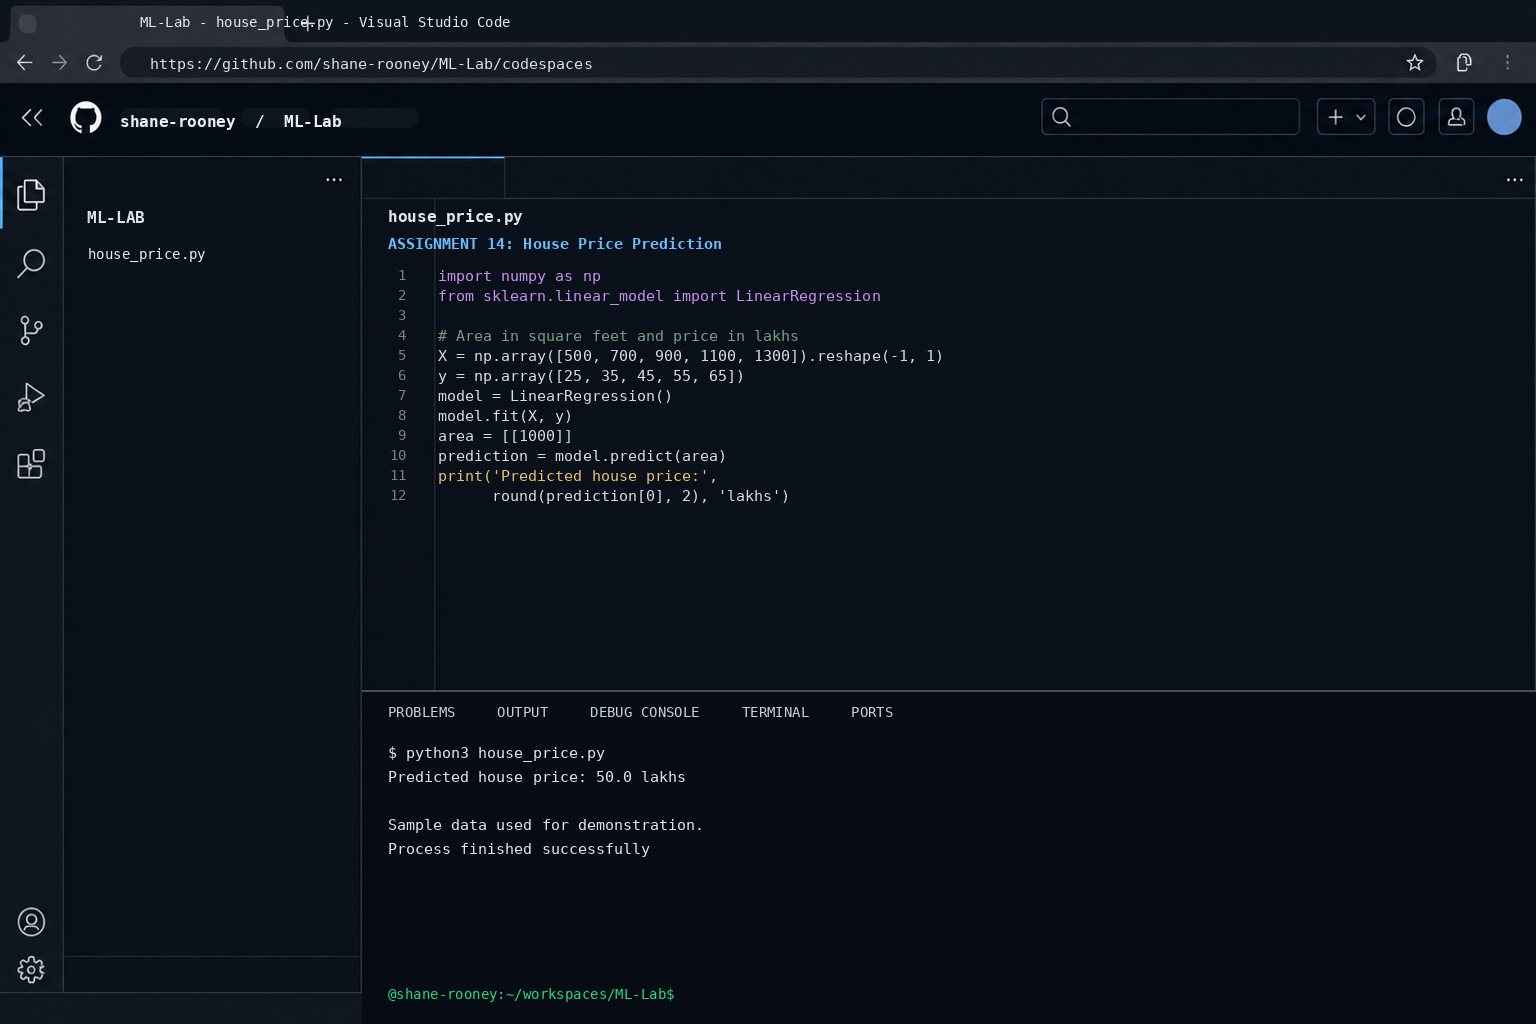 ML-Lab - house_price.py - Visual Studio Code
https://github.com/shane-rooney/ML-Lab/codespaces
shane-rooney / ML-Lab
ML-LAB
house_price.py
house_price.py
ASSIGNMENT 14: House Price Prediction
1 import numpy as np
2 from sklearn.linear_model import LinearRegression
3
4 # Area in square feet and price in lakhs
5 X = np.array([500, 700, 900, 1100, 1300]).reshape(-1, 1)
6 y = np.array([25, 35, 45, 55, 65])
7 model = LinearRegression()
8 model.fit(X, y)
9 area = [[1000]]
10 prediction = model.predict(area)
11 print('Predicted house price:',
12       round(prediction[0], 2), 'lakhs')
PROBLEMS OUTPUT DEBUG CONSOLE TERMINAL PORTS
$ python3 house_price.py
Predicted house price: 50.0 lakhs
Sample data used for demonstration.
Process finished successfully
@shane-rooney:~/workspaces/ML-Lab$